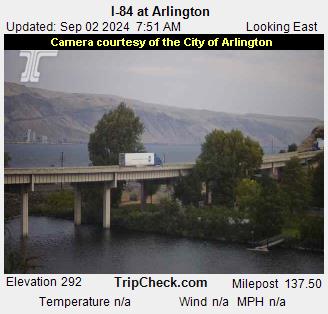 I-84 at Arlington
Updated: Sep 02 2024 7:51 AM Looking East
Camera courtesy of the City of Arlington
Elevation 292 TripCheck.com Milepost 137.50
Temperature n/a Wind n/a MPH n/a